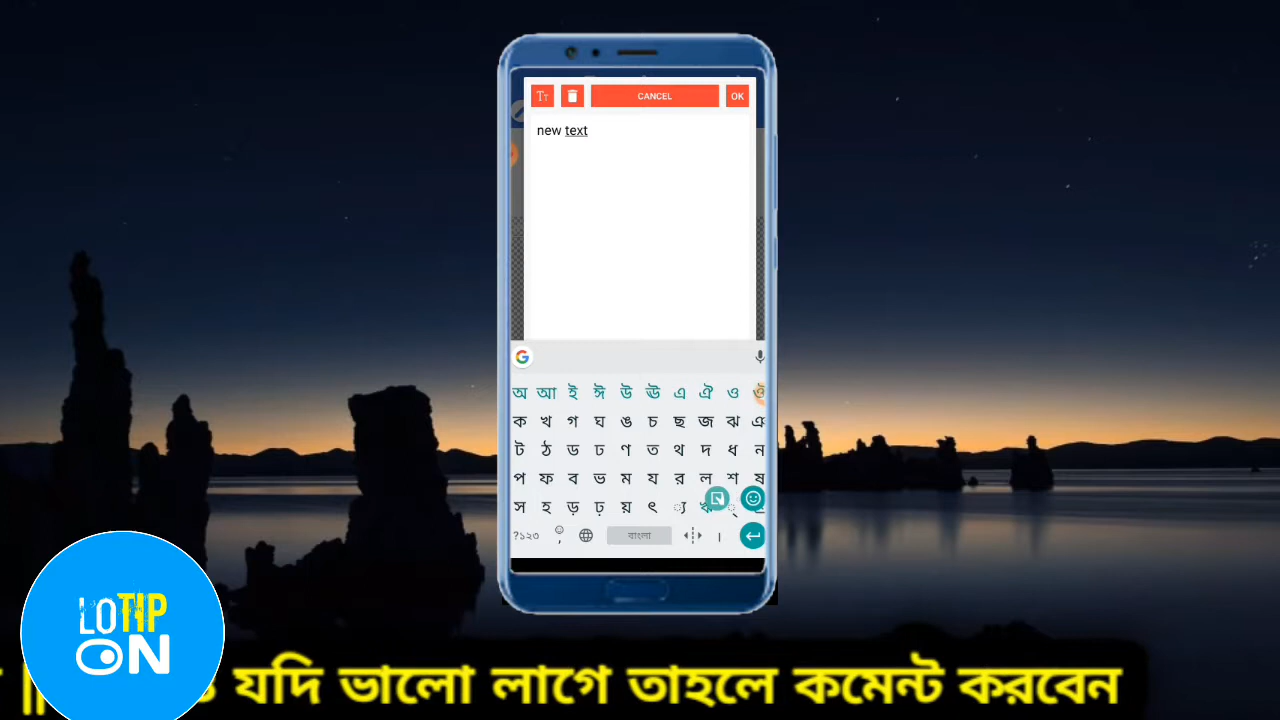 CANCEL
OK
new text
অ আ ই ঈ উ ঊ এ ঐ ও ঔ
ক খ গ ঘ ঙ চ ছ জ ঝ ঞ
ট ঠ ড ঢ ণ ত থ দ ধ ন
প ফ ব ভ ম য র ল শ ষ
স হ ড় ঢ় য় ৎ ্য
?১২৩ , বাংলা ।
LOTIP
ON
যদি ভালো লাগে তাহলে কমেন্ট করবেন